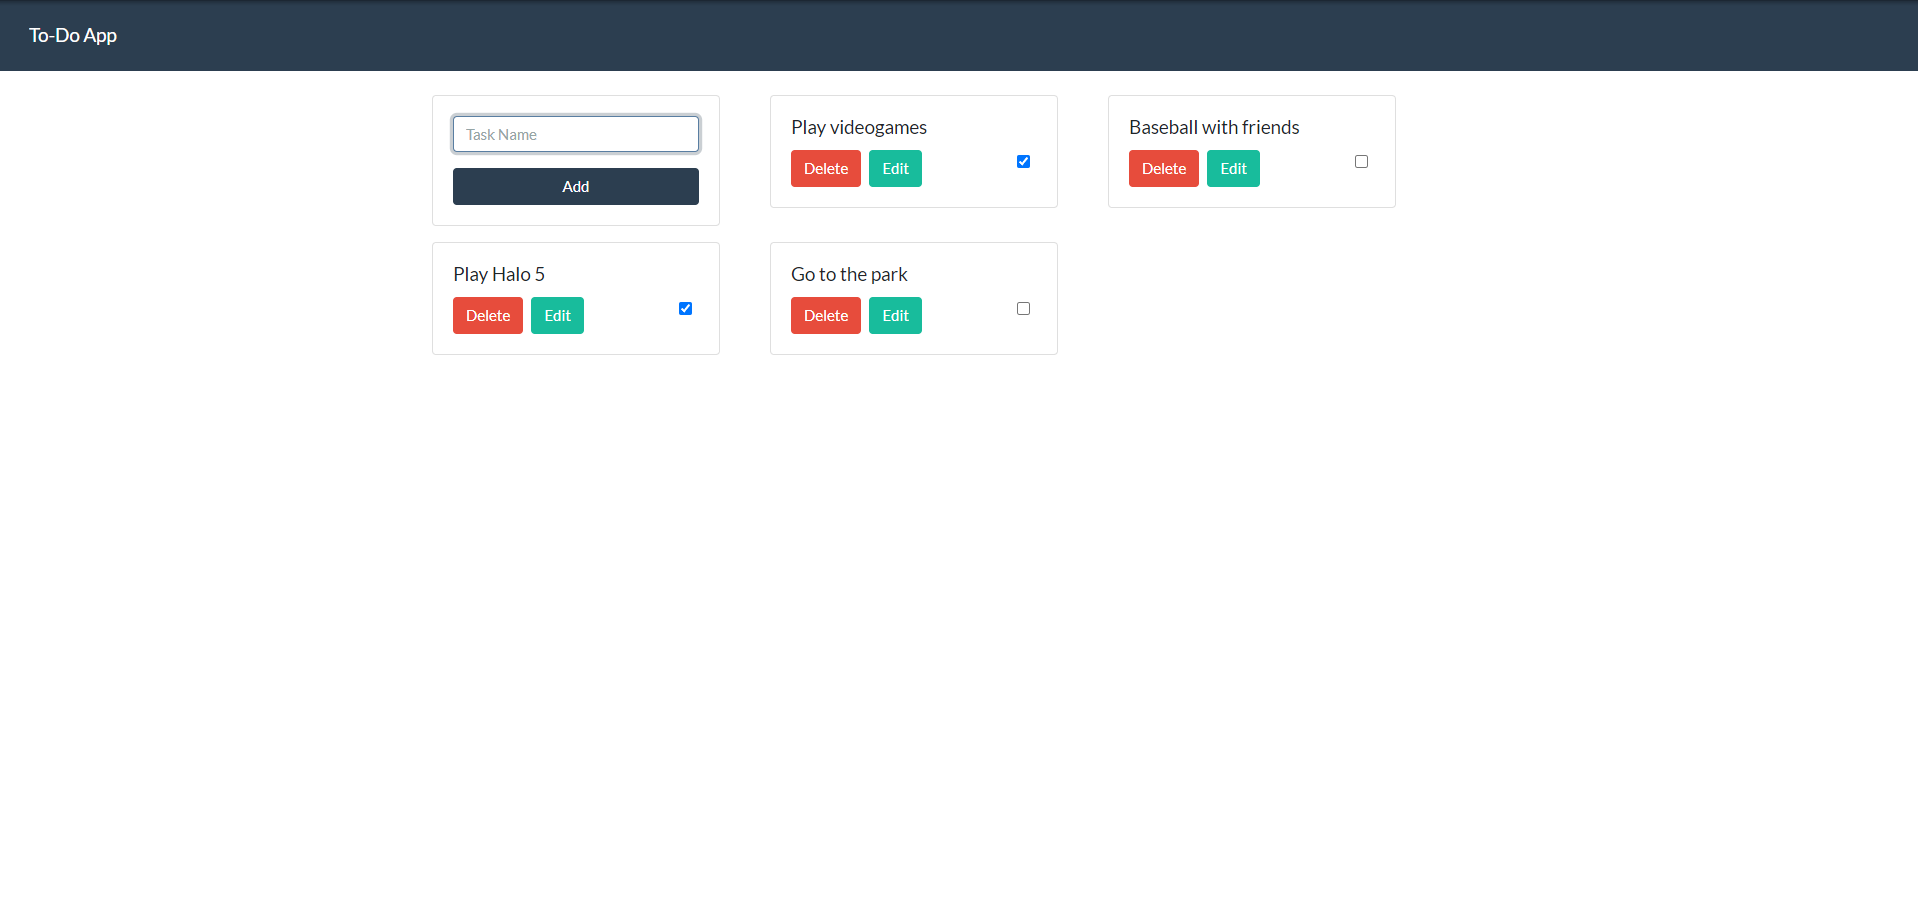 To-Do App
Task Name
Add
Play videogames
Delete Edit
Baseball with friends
Delete Edit
Play Halo 5
Delete Edit
Go to the park
Delete Edit